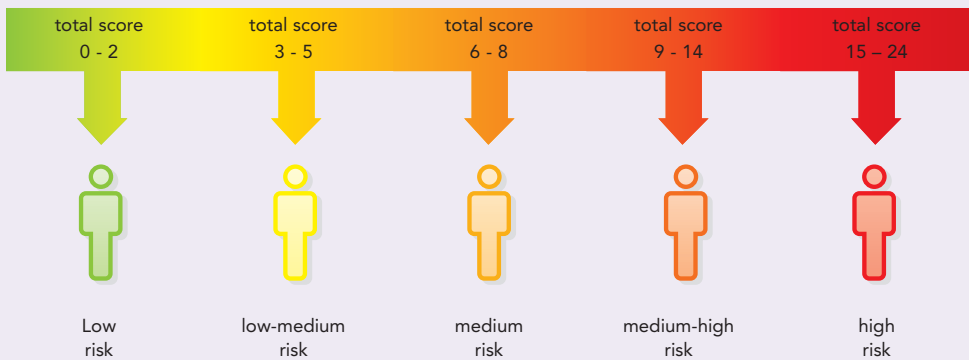 total score
0 - 2
total score
3 - 5
total score
6 - 8
total score
9 - 14
total score
15 – 24
Low
risk
low-medium
risk
medium
risk
medium-high
risk
high
risk